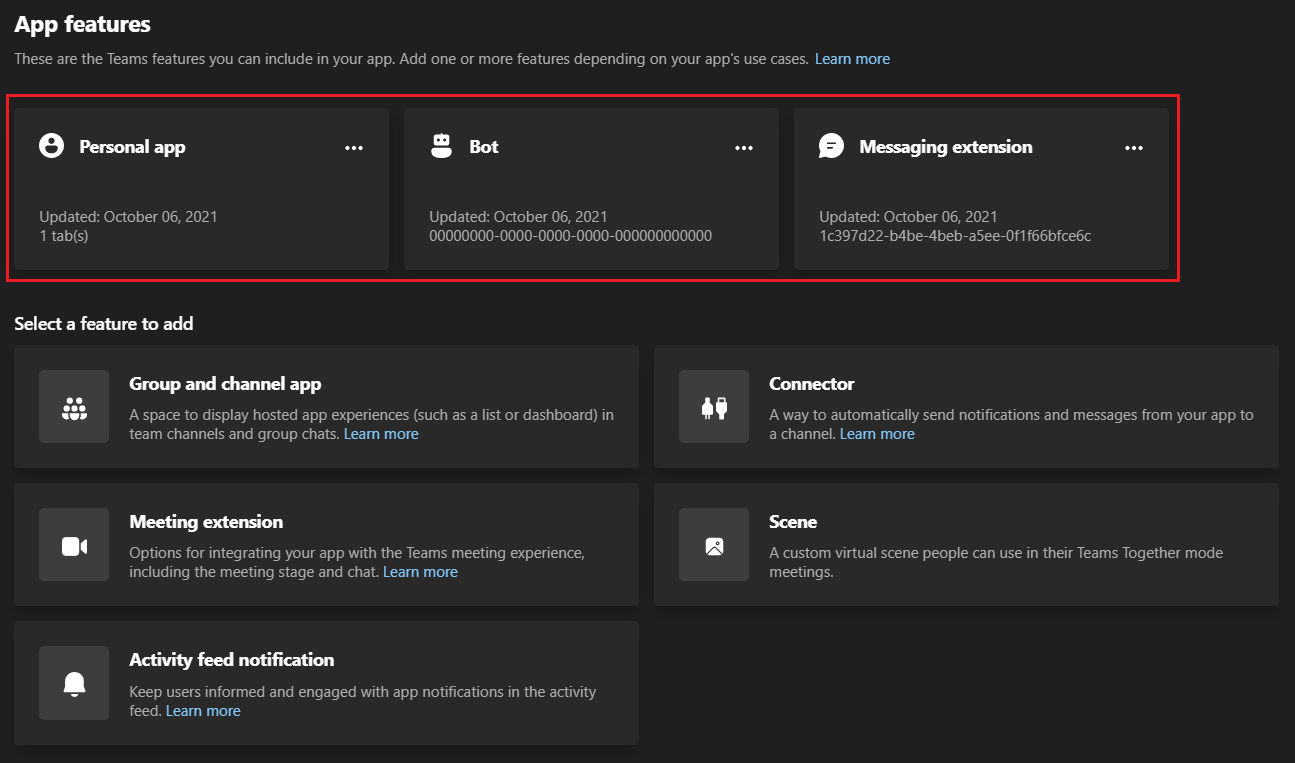 App features
These are the Teams features you can include in your app. Add one or more features depending on your app's use cases. Learn more
Personal app
Updated: October 06, 2021
1 tab(s)
Bot
Updated: October 06, 2021
00000000-0000-0000-0000-000000000000
Messaging extension
Updated: October 06, 2021
1c397d22-b4be-4beb-a5ee-0f1f66bfce6c
Select a feature to add
Group and channel app
A space to display hosted app experiences (such as a list or dashboard) in
team channels and group chats. Learn more
Connector
A way to automatically send notifications and messages from your app to
a channel. Learn more
Meeting extension
Options for integrating your app with the Teams meeting experience,
including the meeting stage and chat. Learn more
Scene
A custom virtual scene people can use in their Teams Together mode
meetings.
Activity feed notification
Keep users informed and engaged with app notifications in the activity
feed. Learn more